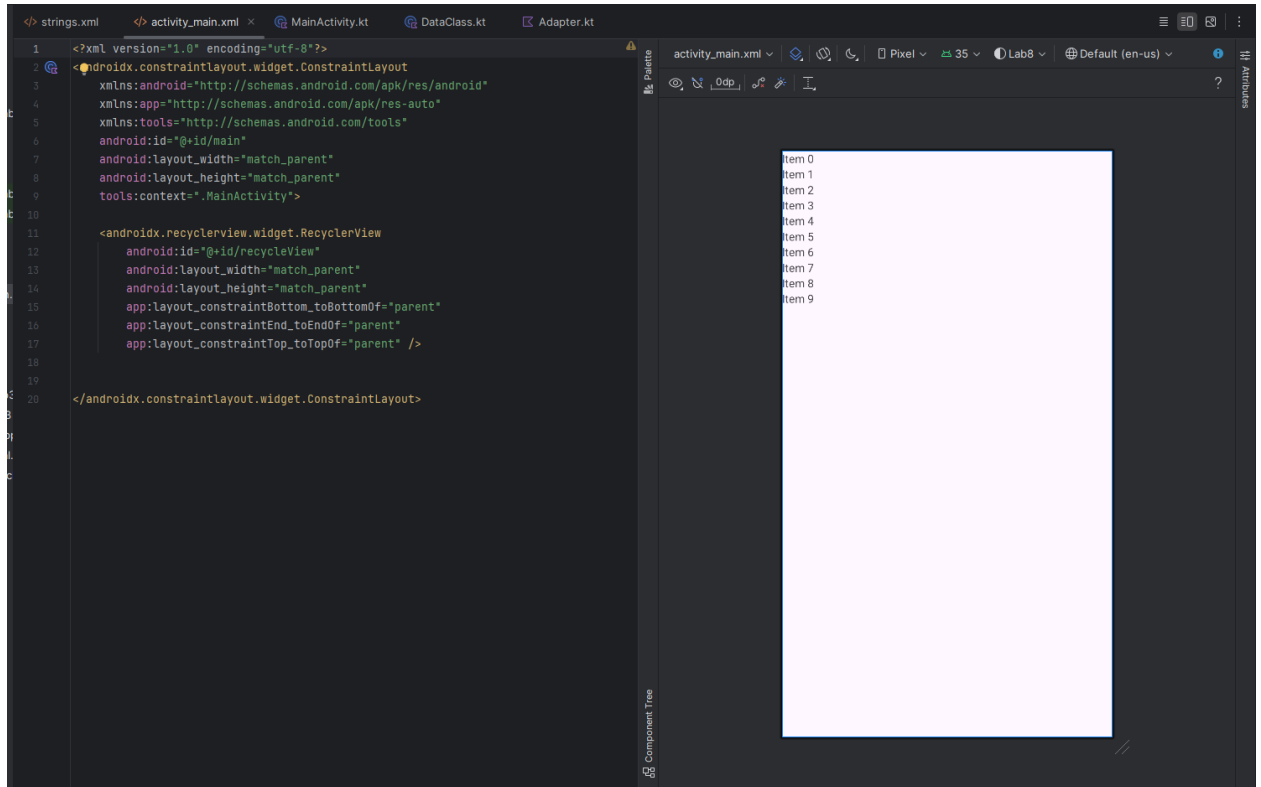 strings.xml
activity_main.xml
MainActivity.kt
DataClass.kt
Adapter.kt
1 <?xml version="1.0" encoding="utf-8"?>
2 <androidx.constraintlayout.widget.ConstraintLayout
3 xmlns:android="http://schemas.android.com/apk/res/android"
4 xmlns:app="http://schemas.android.com/apk/res-auto"
5 xmlns:tools="http://schemas.android.com/tools"
6 android:id="@+id/main"
7 android:layout_width="match_parent"
8 android:layout_height="match_parent"
9 tools:context=".MainActivity">
10
11 <androidx.recyclerview.widget.RecyclerView
12 android:id="@+id/recycleView"
13 android:layout_width="match_parent"
14 android:layout_height="match_parent"
15 app:layout_constraintBottom_toBottomOf="parent"
16 app:layout_constraintEnd_toEndOf="parent"
17 app:layout_constraintTop_toTopOf="parent" />
18
19
20 </androidx.constraintlayout.widget.ConstraintLayout>
Palette
Component Tree
activity_main.xml
Pixel
35
Lab8
Default (en-us)
0dp
?
Attributes
Item 0
Item 1
Item 2
Item 3
Item 4
Item 5
Item 6
Item 7
Item 8
Item 9